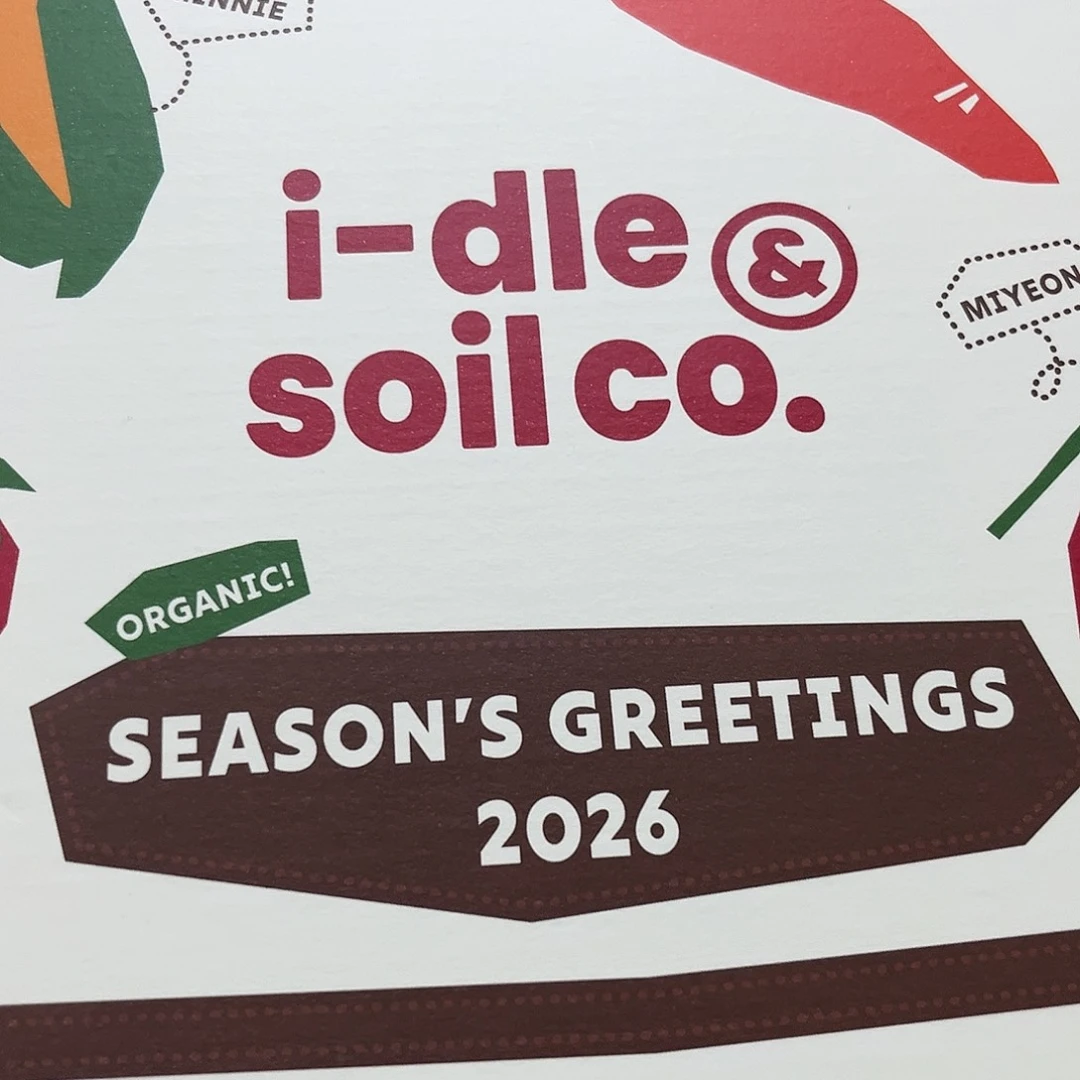 i-dle &
soil co.
MIYEON
ORGANIC!
SEASON'S GREETINGS
2026